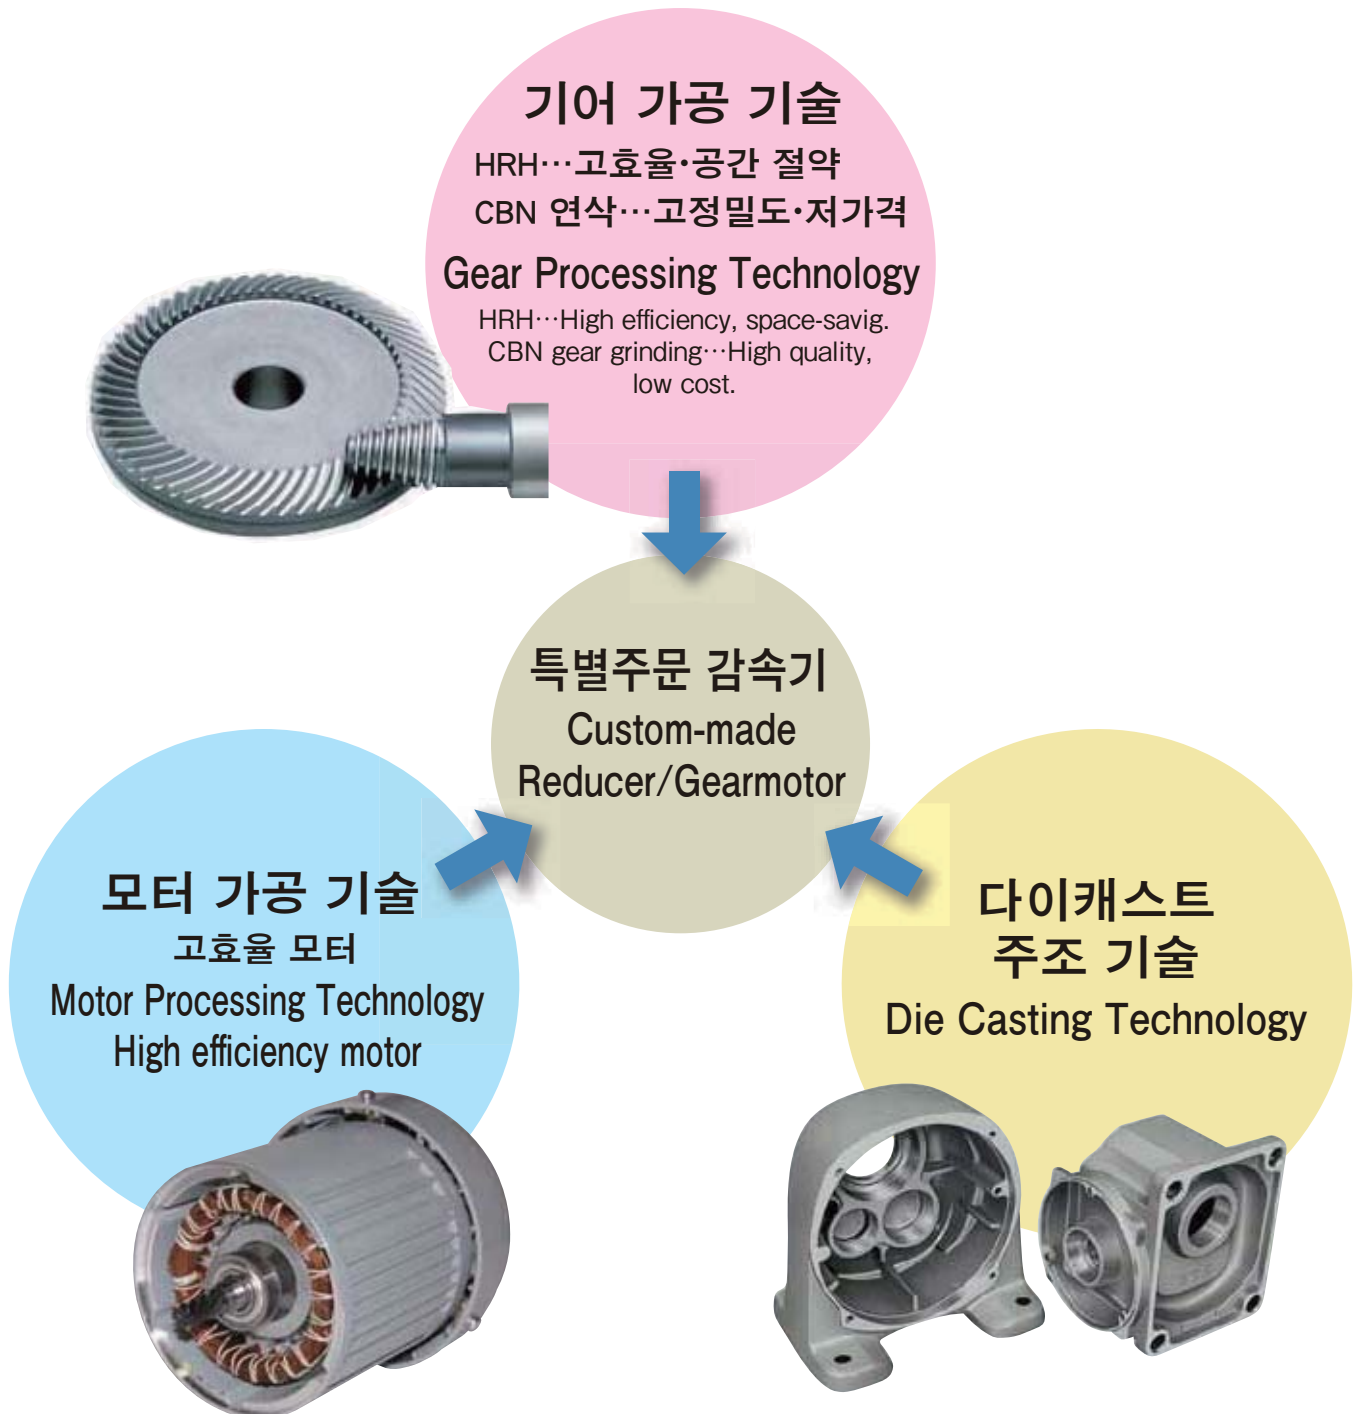 기어 가공 기술
HRH…고효율·공간 절약
CBN 연삭…고정밀도·저가격
Gear Processing Technology
HRH…High efficiency, space-savig.
CBN gear grinding…High quality,
low cost.
특별주문 감속기
Custom-made
Reducer/Gearmotor
모터 가공 기술
고효율 모터
Motor Processing Technology
High efficiency motor
다이캐스트
주조 기술
Die Casting Technology